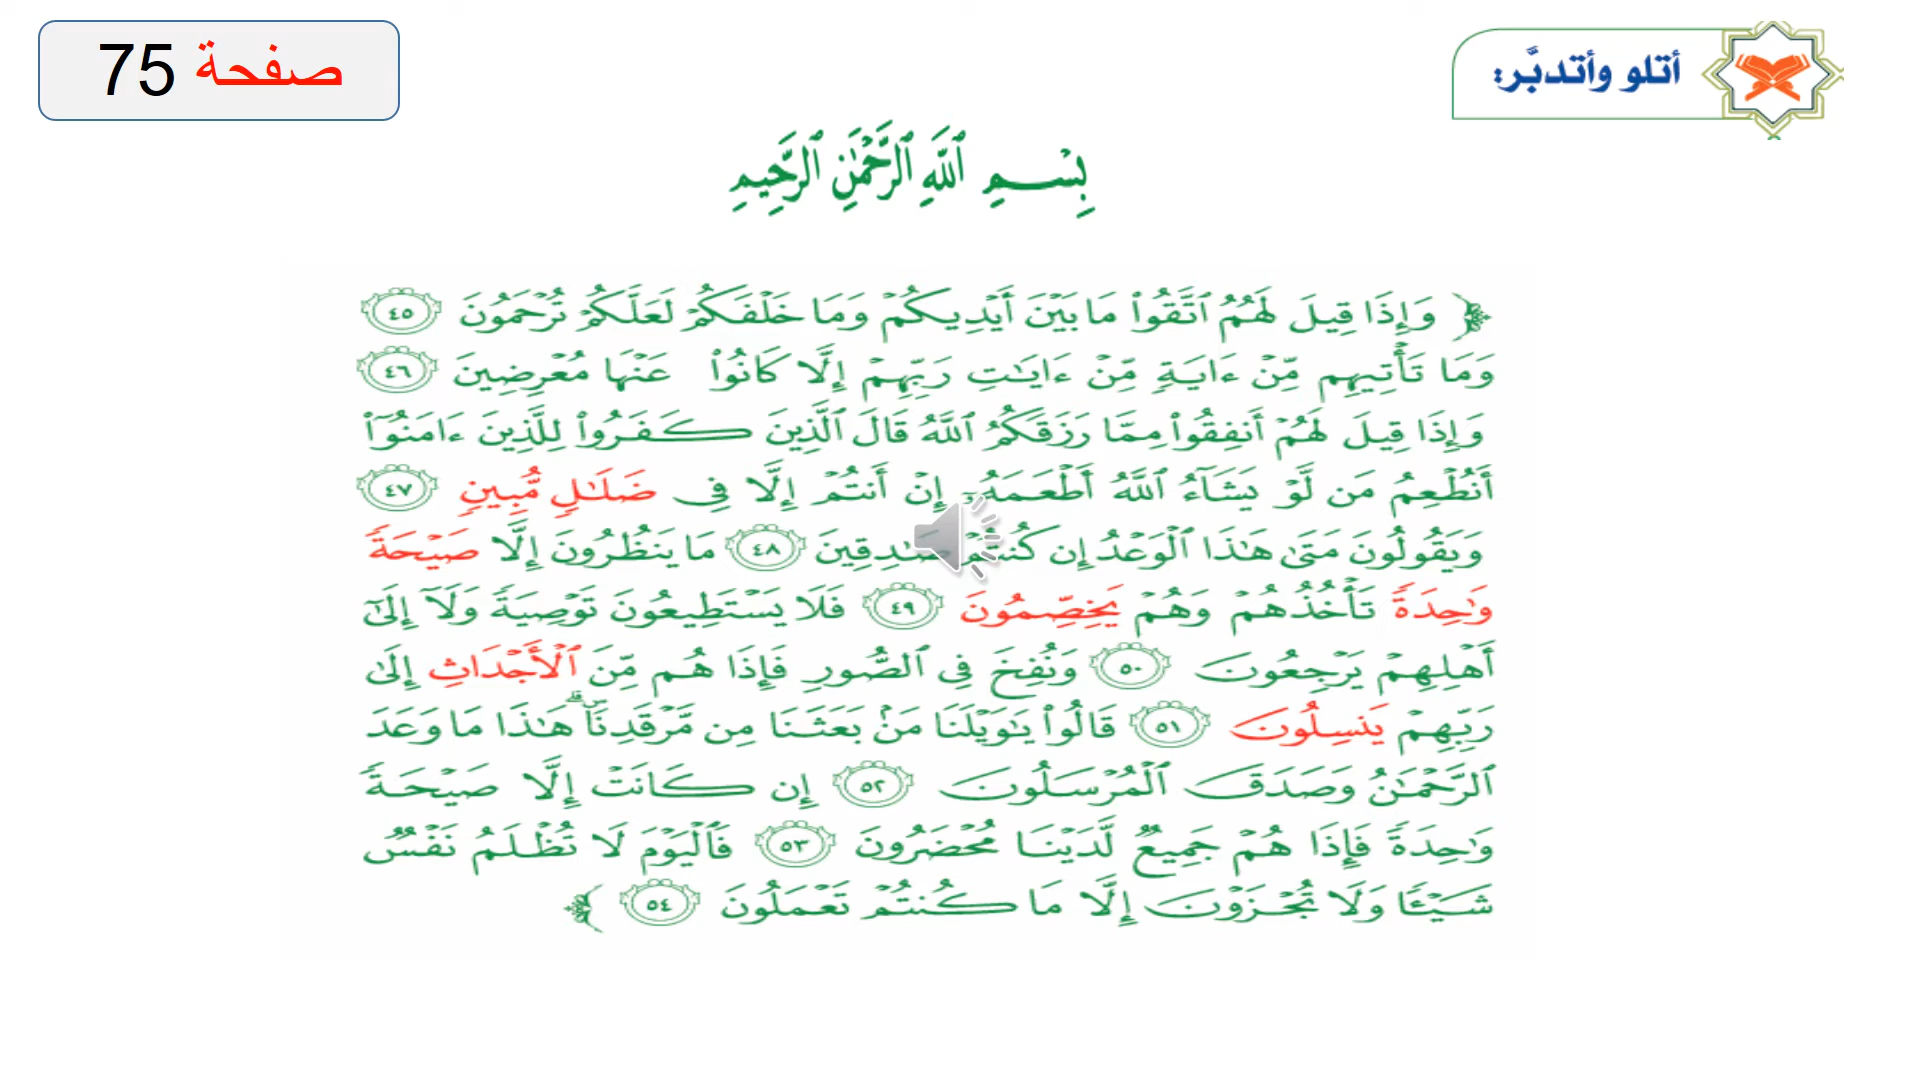 أتلو وأتدبَّر:
صفحة 75
بِسْمِ ٱللَّهِ ٱلرَّحْمَٰنِ ٱلرَّحِيمِ
﴿ وَإِذَا قِيلَ لَهُمُ ٱتَّقُوا۟ مَا بَيْنَ أَيْدِيكُمْ وَمَا خَلْفَكُمْ لَعَلَّكُمْ تُرْحَمُونَ ٤٥
وَمَا تَأْتِيهِم مِّنْ ءَايَةٍ مِّنْ ءَايَٰتِ رَبِّهِمْ إِلَّا كَانُوا۟ عَنْهَا مُعْرِضِينَ ٤٦
وَإِذَا قِيلَ لَهُمْ أَنفِقُوا۟ مِمَّا رَزَقَكُمُ ٱللَّهُ قَالَ ٱلَّذِينَ كَفَرُوا۟ لِلَّذِينَ ءَامَنُوٓا۟
أَنُطْعِمُ مَن لَّوْ يَشَآءُ ٱللَّهُ أَطْعَمَهُۥٓ إِنْ أَنتُمْ إِلَّا فِى ضَلَٰلٍ مُّبِينٍ ٤٧
وَيَقُولُونَ مَتَىٰ هَٰذَا ٱلْوَعْدُ إِن كُنتُمْ صَٰدِقِينَ ٤٨ مَا يَنظُرُونَ إِلَّا صَيْحَةً
وَٰحِدَةً تَأْخُذُهُمْ وَهُمْ يَخِصِّمُونَ ٤٩ فَلَا يَسْتَطِيعُونَ تَوْصِيَةً وَلَآ إِلَىٰٓ
أَهْلِهِمْ يَرْجِعُونَ ٥٠ وَنُفِخَ فِى ٱلصُّورِ فَإِذَا هُم مِّنَ ٱلْأَجْدَاثِ إِلَىٰ
رَبِّهِمْ يَنسِلُونَ ٥١ قَالُوا۟ يَٰوَيْلَنَا مَنۢ بَعَثَنَا مِن مَّرْقَدِنَا ۜ ۗ هَٰذَا مَا وَعَدَ
ٱلرَّحْمَٰنُ وَصَدَقَ ٱلْمُرْسَلُونَ ٥٢ إِن كَانَتْ إِلَّا صَيْحَةً
وَٰحِدَةً فَإِذَا هُمْ جَمِيعٌ لَّدَيْنَا مُحْضَرُونَ ٥٣ فَٱلْيَوْمَ لَا تُظْلَمُ نَفْسٌ
شَيْـًٔا وَلَا تُجْزَوْنَ إِلَّا مَا كُنتُمْ تَعْمَلُونَ ٥٤ ﴾